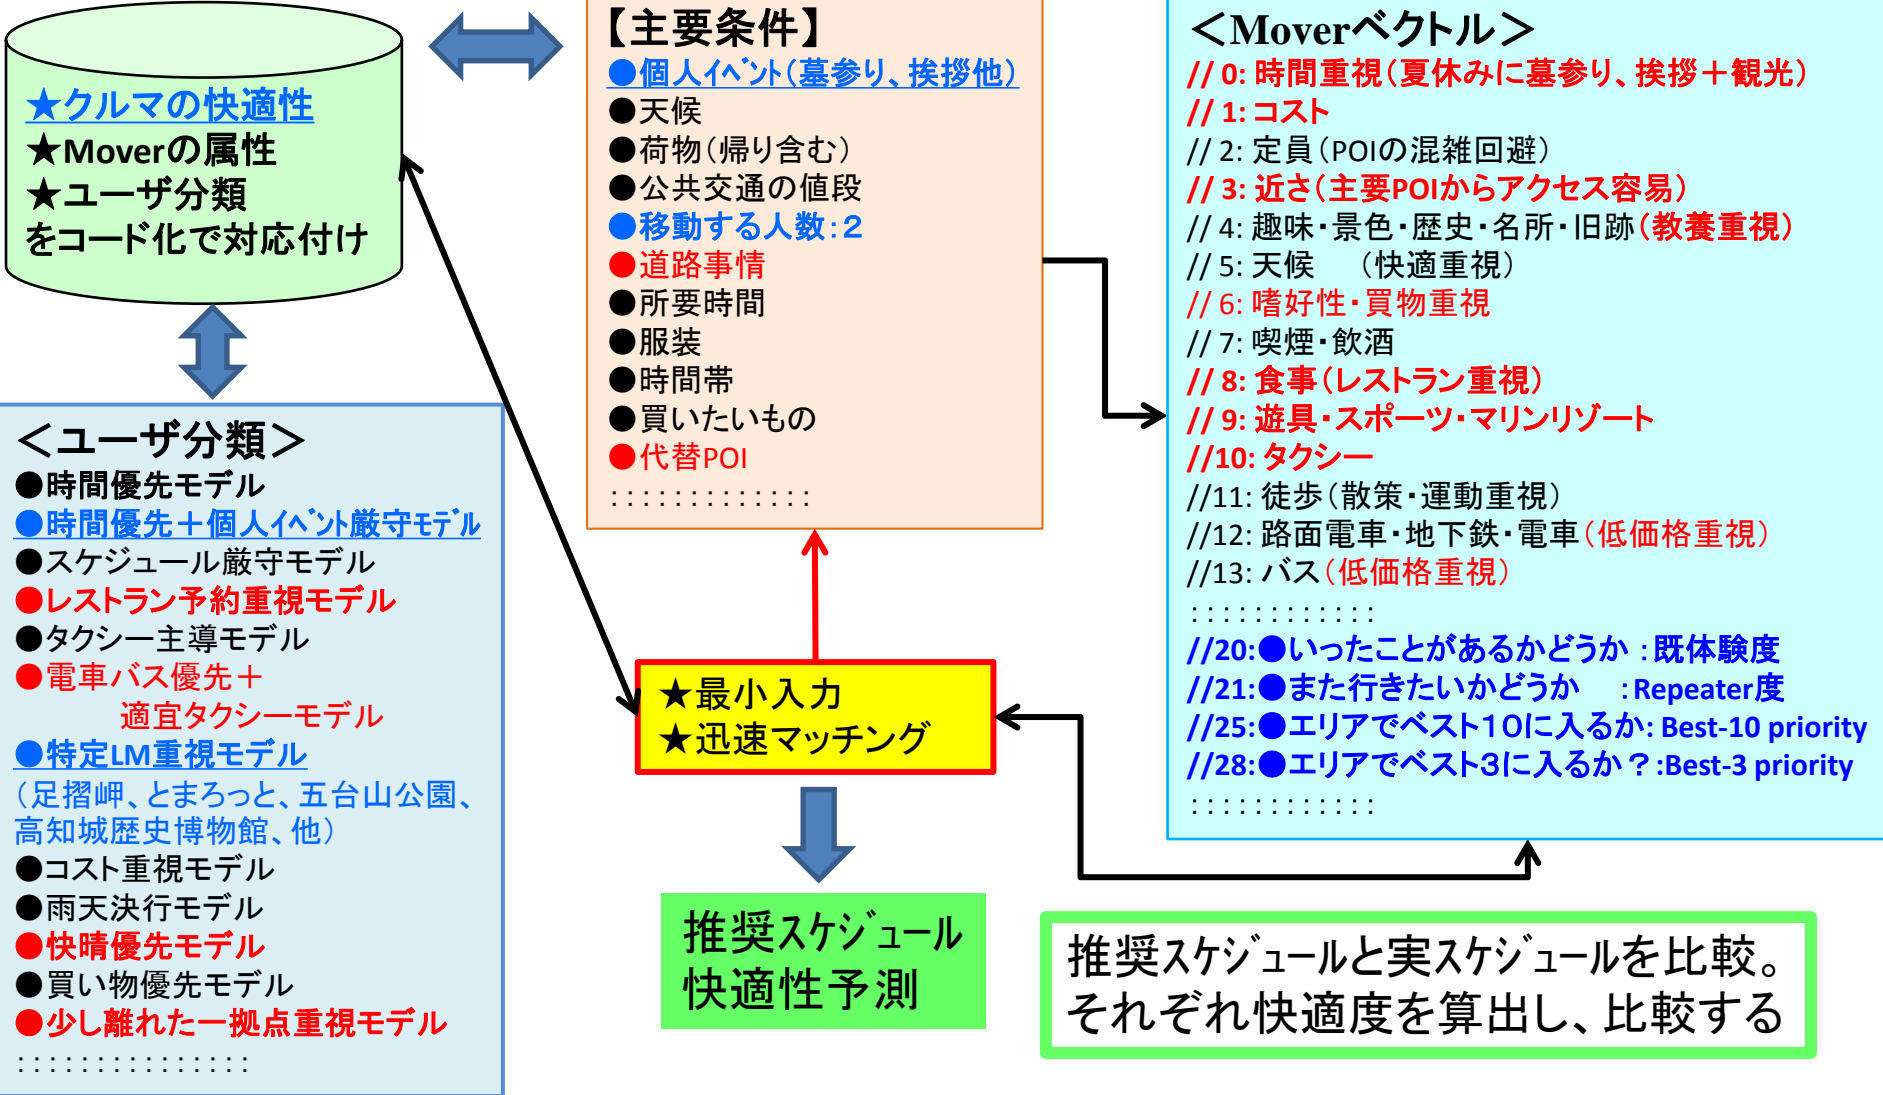 ★クルマの快適性
★Moverの属性
★ユーザ分類
をコード化で対応付け
<ユーザ分類>
●時間優先モデル
●時間優先+個人ｲﾍﾞﾝﾄ厳守ﾓﾃﾞﾙ
●スケジュール厳守モデル
●レストラン予約重視モデル
●タクシー主導モデル
●電車バス優先+
適宜タクシーモデル
●特定LM重視モデル
(足摺岬、とまろっと、五台山公園、
高知城歴史博物館、他)
●コスト重視モデル
●雨天決行モデル
●快晴優先モデル
●買い物優先モデル
●少し離れた一拠点重視モデル
:::::::::::::::
【主要条件】
●個人ｲﾍﾞﾝﾄ(墓参り、挨拶他)
●天候
●荷物(帰り含む)
●公共交通の値段
●移動する人数:2
●道路事情
●所要時間
●服装
●時間帯
●買いたいもの
●代替POI
:::::::::::::
★最小入力
★迅速マッチング
推奨ｽｹｼﾞｭｰﾙ
快適性予測
<Moverベクトル>
// 0: 時間重視(夏休みに墓参り、挨拶+観光)
// 1: コスト
// 2: 定員(POIの混雑回避)
// 3: 近さ(主要POIからアクセス容易)
// 4: 趣味・景色・歴史・名所・旧跡(教養重視)
// 5: 天候 (快適重視)
// 6: 嗜好性・買物重視
// 7: 喫煙・飲酒
// 8: 食事(レストラン重視)
// 9: 遊具・スポーツ・マリンリゾート
//10: タクシー
//11: 徒歩(散策・運動重視)
//12: 路面電車・地下鉄・電車(低価格重視)
//13: バス(低価格重視)
::::::::::::
//20:●いったことがあるかどうか :既体験度
//21:●また行きたいかどうか :Repeater度
//25:●エリアでベスト10に入るか: Best-10 priority
//28:●エリアでベスト3に入るか?:Best-3 priority
::::::::::::
推奨ｽｹｼﾞｭｰﾙと実ｽｹｼﾞｭｰﾙを比較。
それぞれ快適度を算出し、比較する